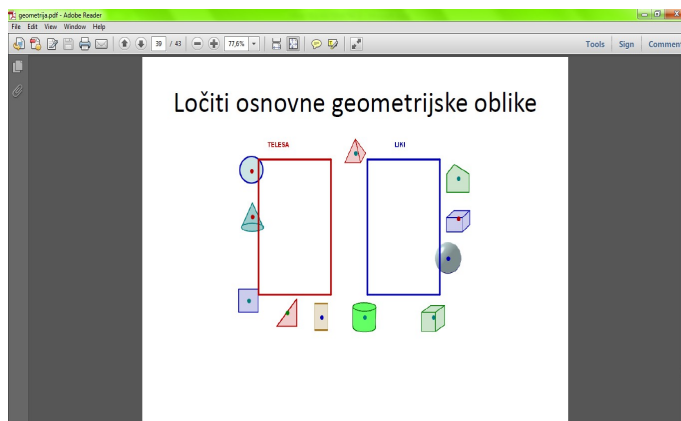 geometrija.pdf - Adobe Reader
File Edit View Window Help
39 / 43 77,6% Tools Sign Comment
Ločiti osnovne geometrijske oblike
TELESA LIKI